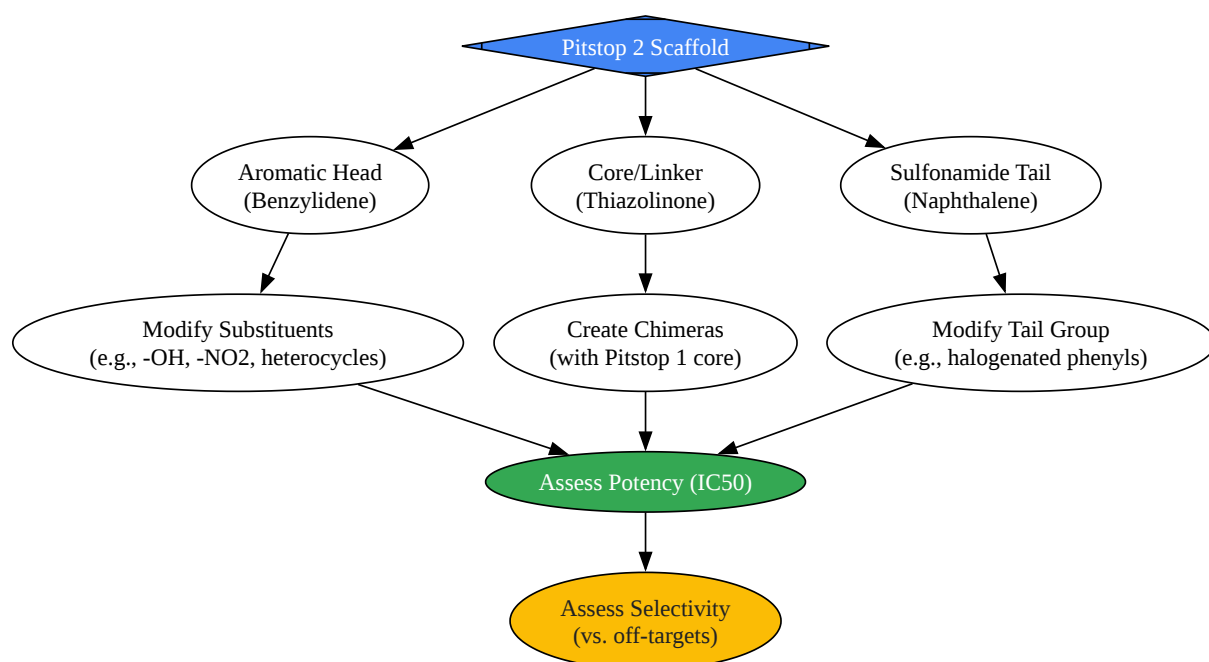 Pitstop 2 Scaffold
Aromatic Head
(Benzylidene)
Core/Linker
(Thiazolinone)
Sulfonamide Tail
(Naphthalene)
Modify Substituents
(e.g., -OH, -NO2, heterocycles)
Create Chimeras
(with Pitstop 1 core)
Modify Tail Group
(e.g., halogenated phenyls)
Assess Potency (IC50)
Assess Selectivity
(vs. off-targets)